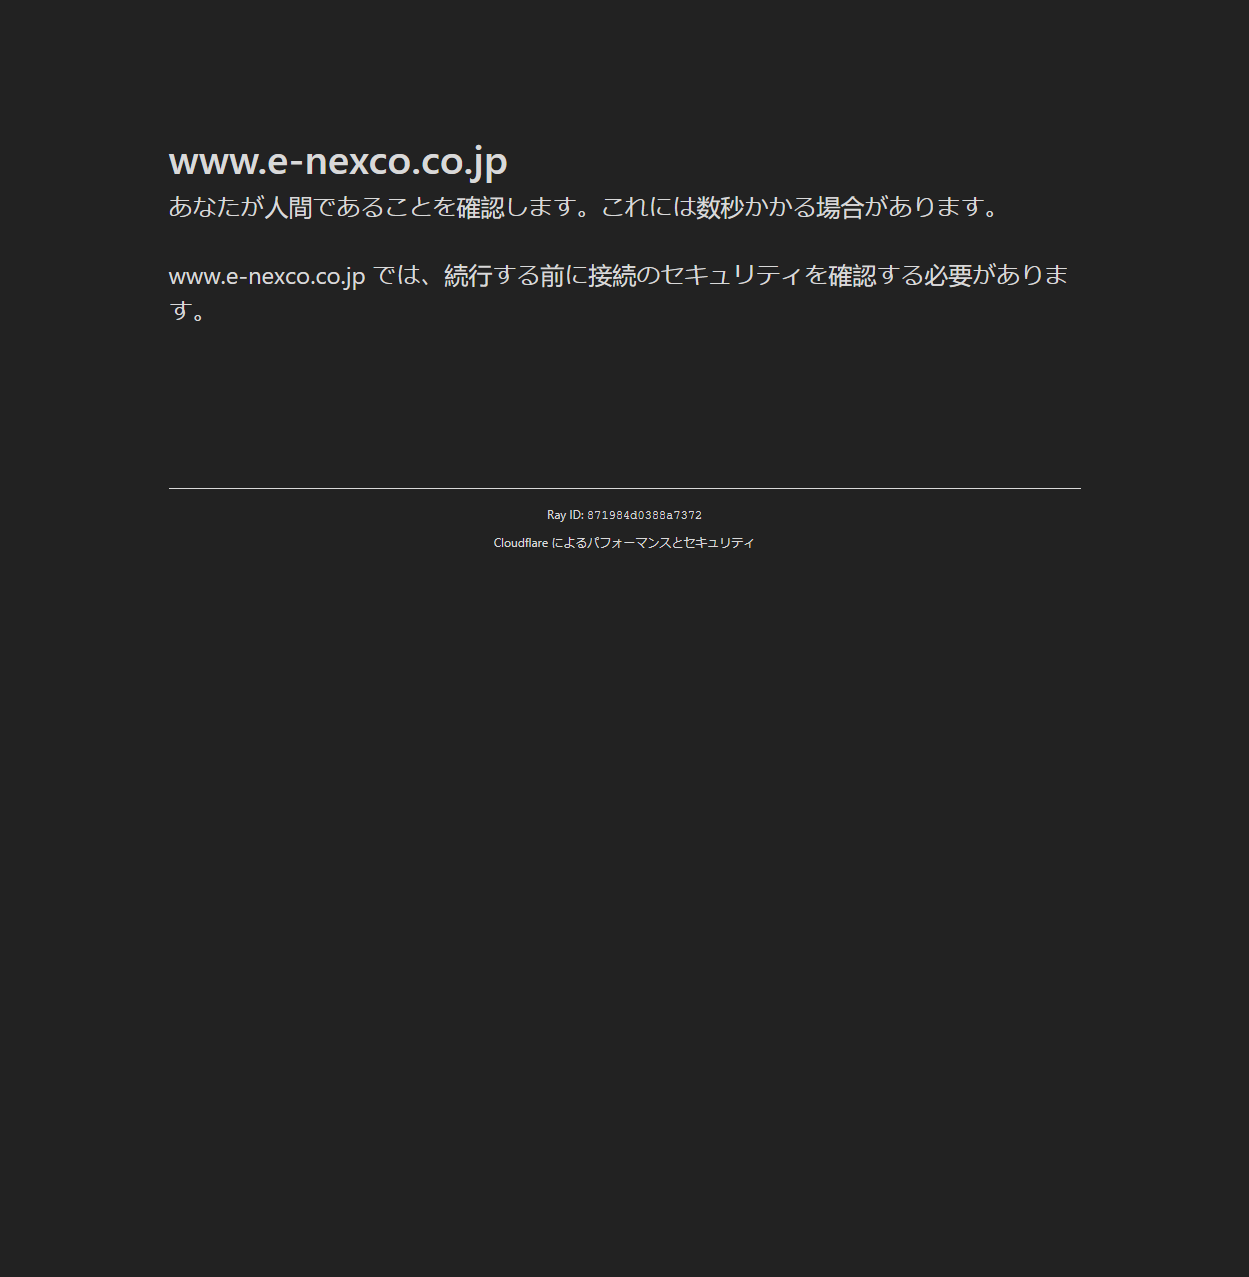 www.e-nexco.co.jp
あなたが人間であることを確認します。これには数秒かかる場合があります。
www.e-nexco.co.jp では、続行する前に接続のセキュリティを確認する必要がありま
す。
Ray ID: 871984d0388a7372
Cloudflare によるパフォーマンスとセキュリティ